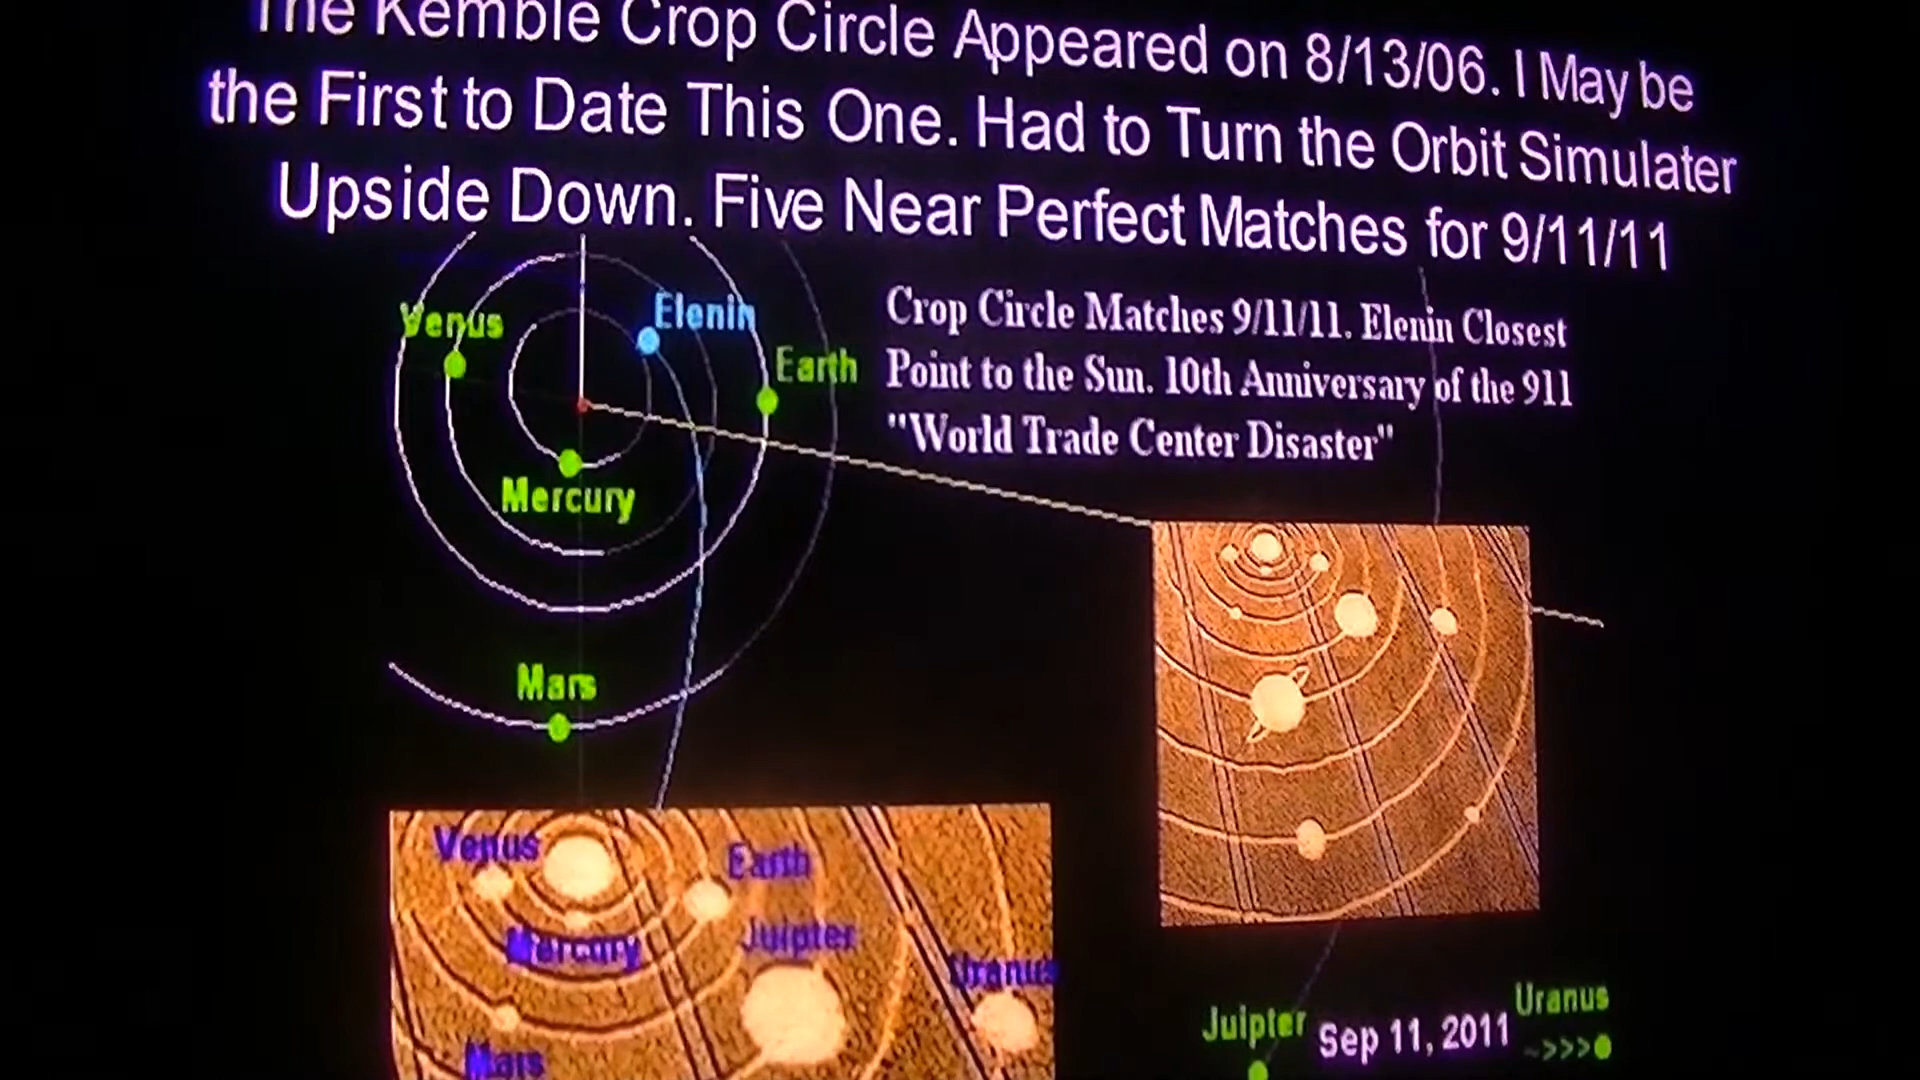 The Kemble Crop Circle Appeared on 8/13/06. I May be
the First to Date This One. Had to Turn the Orbit Simulater
Upside Down. Five Near Perfect Matches for 9/11/11
Venus
Elenin
Earth
Mercury
Mars
Crop Circle Matches 9/11/11. Elenin Closest
Point to the Sun. 10th Anniversary of the 911
"World Trade Center Disaster"
Venus
Earth
Mercury
Juipter
Uranus
Mars
Juipter
Sep 11, 2011
Uranus
~>>>